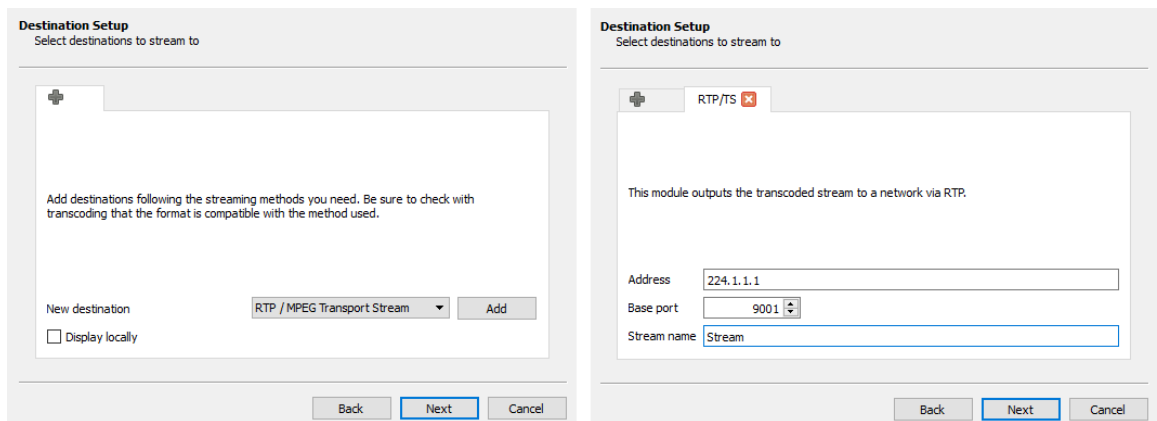 Destination Setup
Select destinations to stream to
Add destinations following the streaming methods you need. Be sure to check with
transcoding that the format is compatible with the method used.
New destination
RTP / MPEG Transport Stream
Add
Display locally
Back
Next
Cancel
Destination Setup
Select destinations to stream to
RTP/TS
This module outputs the transcoded stream to a network via RTP.
Address
224.1.1.1
Base port
9001
Stream name
Stream
Back
Next
Cancel